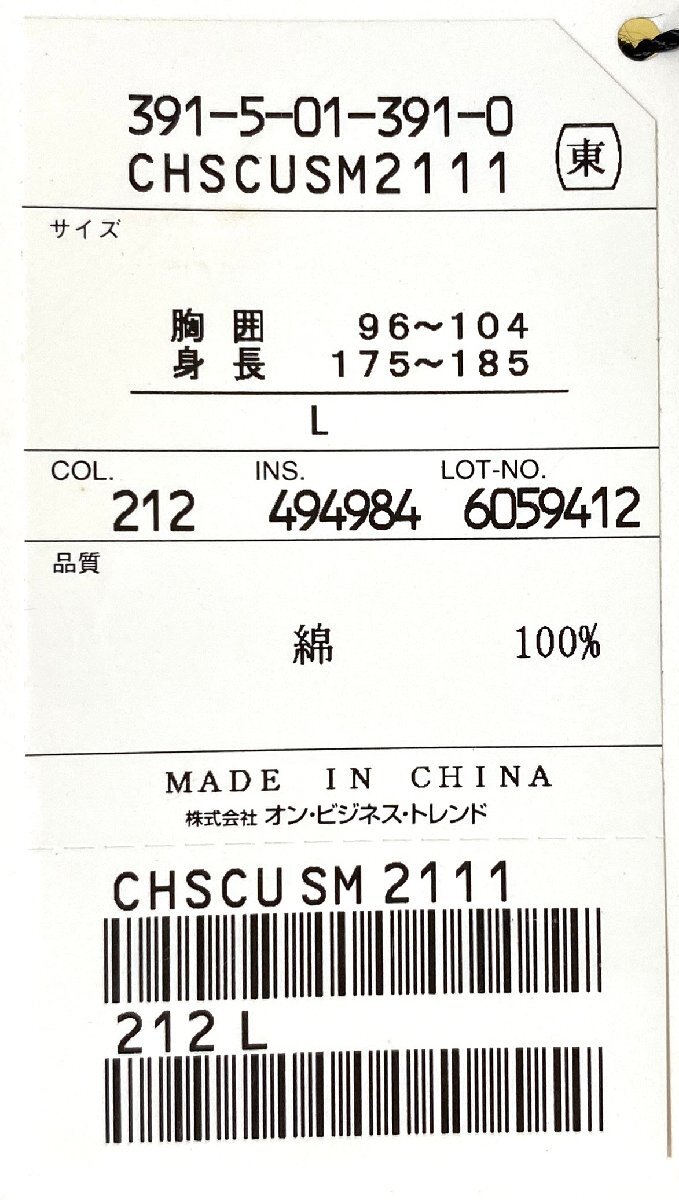 391-5-01-391-0
CHSCUSM2111 東
サイズ
胸囲 96～104
身長 175～185
L
COL. INS. LOT-NO.
212 494984 6059412
品質
綿 100%
MADE IN CHINA
株式会社 オン・ビジネス・トレンド
CHSCU SM 2111
212 L